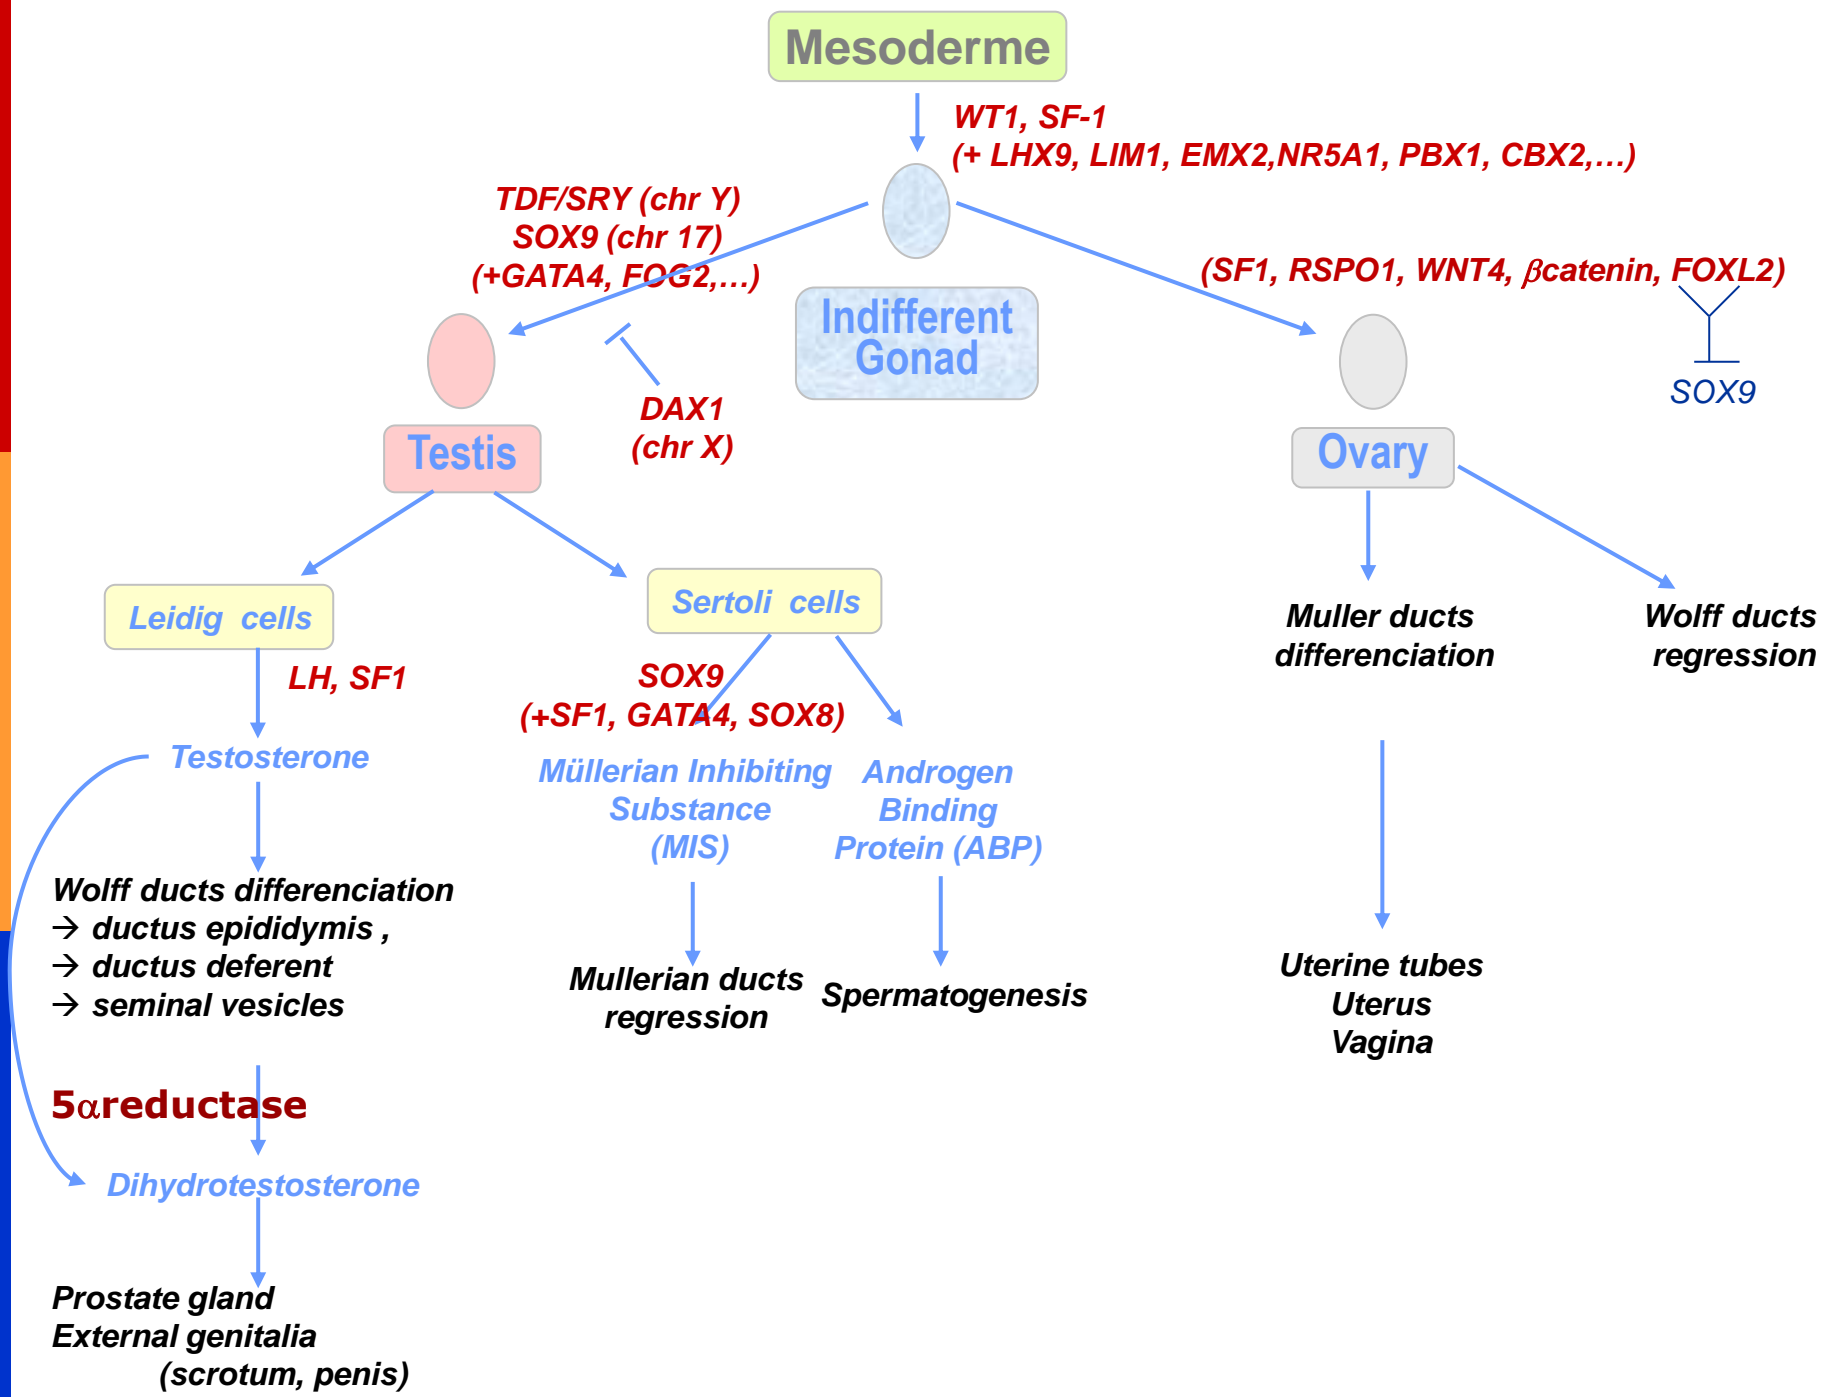 Mesoderme
WT1, SF-1
(+ LHX9, LIM1, EMX2,NR5A1, PBX1, CBX2,...)
TDF/SRY (chr Y)
SOX9 (chr 17)
(+GATA4, FOG2,...)
(SF1, RSPO1, WNT4, βcatenin, FOXL2)
Indifferent
Gonad
SOX9
DAX1
(chr X)
Testis
Ovary
Leidig cells
Sertoli cells
Muller ducts
differenciation
Wolff ducts
regression
LH, SF1
SOX9
(+SF1, GATA4, SOX8)
Testosterone
Müllerian Inhibiting
Substance
(MIS)
Androgen
Binding
Protein (ABP)
Wolff ducts differenciation
→ ductus epididymis ,
→ ductus deferent
→ seminal vesicles
Mullerian ducts
regression
Spermatogenesis
Uterine tubes
Uterus
Vagina
5αreductase
Dihydrotestosterone
Prostate gland
External genitalia
(scrotum, penis)